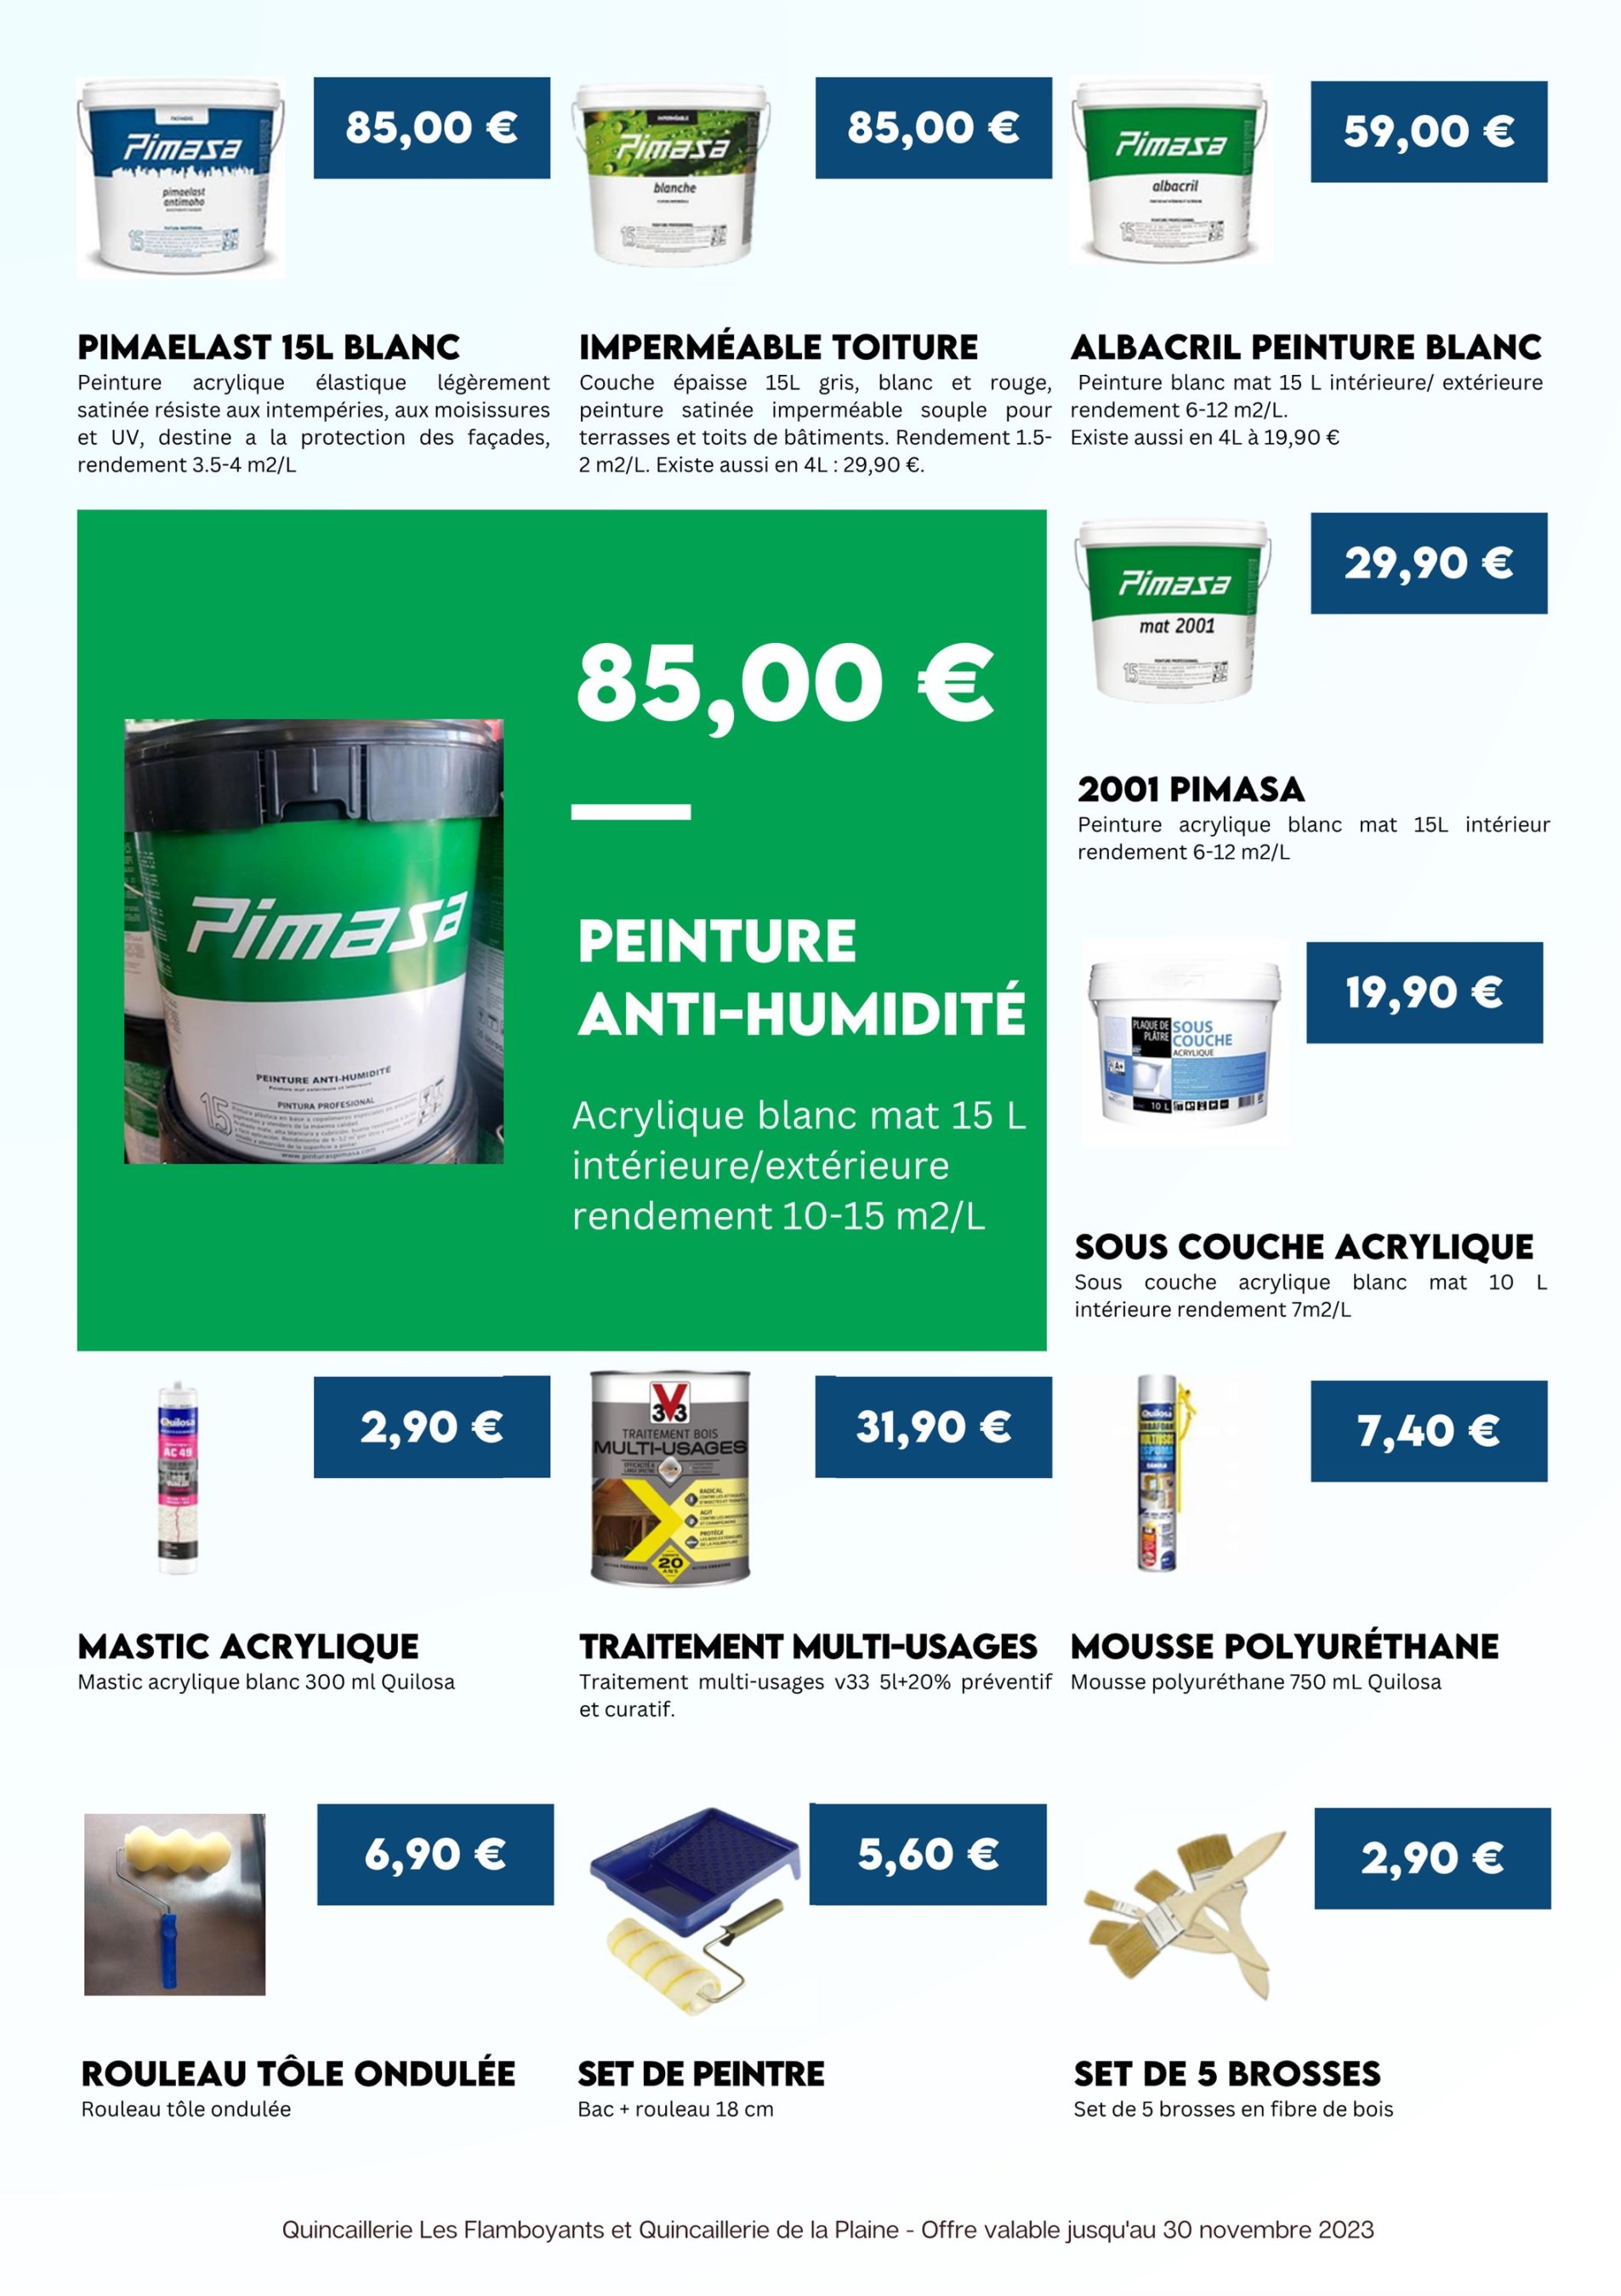 Pimasa
pimaelast
antimoho
85,00 €
Pimasa
blanche
85,00 €
Pimasa
albacril
59,00 €
PIMAELAST 15L BLANC
Peinture acrylique élastique légèrement
satinée résiste aux intempéries, aux moisissures
et UV, destine a la protection des façades,
rendement 3.5-4 m2/L
IMPERMÉABLE TOITURE
Couche épaisse 15L gris, blanc et rouge,
peinture satinée imperméable souple pour
terrasses et toits de bâtiments. Rendement 1.5-
2 m2/L. Existe aussi en 4L : 29,90 €.
ALBACRIL PEINTURE BLANC
Peinture blanc mat 15 L intérieure/ extérieure
rendement 6-12 m2/L.
Existe aussi en 4L à 19,90 €
85,00 €
Pimasa
PEINTURE ANTI-HUMIDITÉ
PINTURA PROFESIONAL
15
www.pinturaspimasa.com
PEINTURE
ANTI-HUMIDITÉ
Acrylique blanc mat 15 L
intérieure/extérieure
rendement 10-15 m2/L
Pimasa
mat 2001
15
29,90 €
2001 PIMASA
Peinture acrylique blanc mat 15L intérieur
rendement 6-12 m2/L
PLAQUE DE
PLÂTRE
SOUS
COUCHE
ACRYLIQUE
A+
10 L
19,90 €
SOUS COUCHE ACRYLIQUE
Sous couche acrylique blanc mat 10 L
intérieure rendement 7m2/L
Quilosa
AC 49
2,90 €
V33
TRAITEMENT BOIS
MULTI-USAGES
RADICAL
AGIT
PROTÈGE
20
ANS
31,90 €
Quilosa
7,40 €
MASTIC ACRYLIQUE
Mastic acrylique blanc 300 ml Quilosa
TRAITEMENT MULTI-USAGES
Traitement multi-usages v33 5l+20% préventif
et curatif.
MOUSSE POLYURÉTHANE
Mousse polyuréthane 750 mL Quilosa
6,90 €
5,60 €
2,90 €
ROULEAU TÔLE ONDULÉE
Rouleau tôle ondulée
SET DE PEINTRE
Bac + rouleau 18 cm
SET DE 5 BROSSES
Set de 5 brosses en fibre de bois
Quincaillerie Les Flamboyants et Quincaillerie de la Plaine - Offre valable jusqu'au 30 novembre 2023